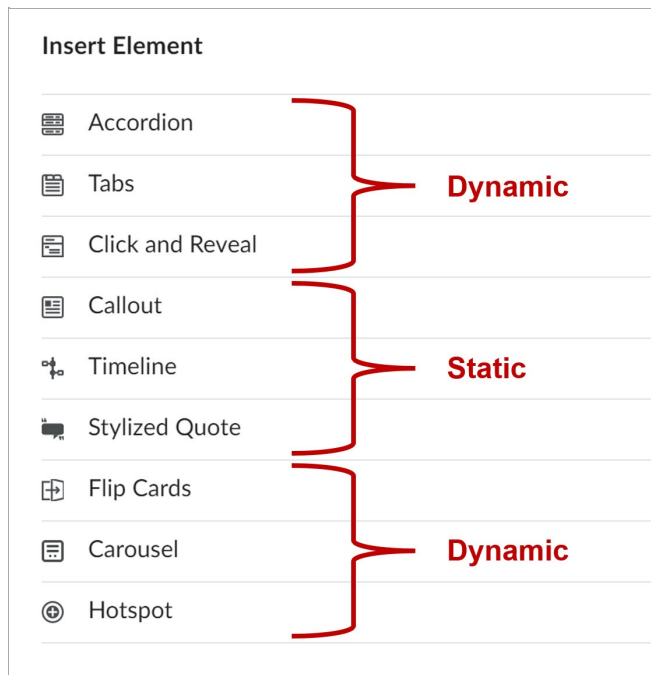 Insert Element
Accordion
Tabs
Dynamic
Click and Reveal
Callout
Timeline
Static
Stylized Quote
Flip Cards
Carousel
Dynamic
Hotspot